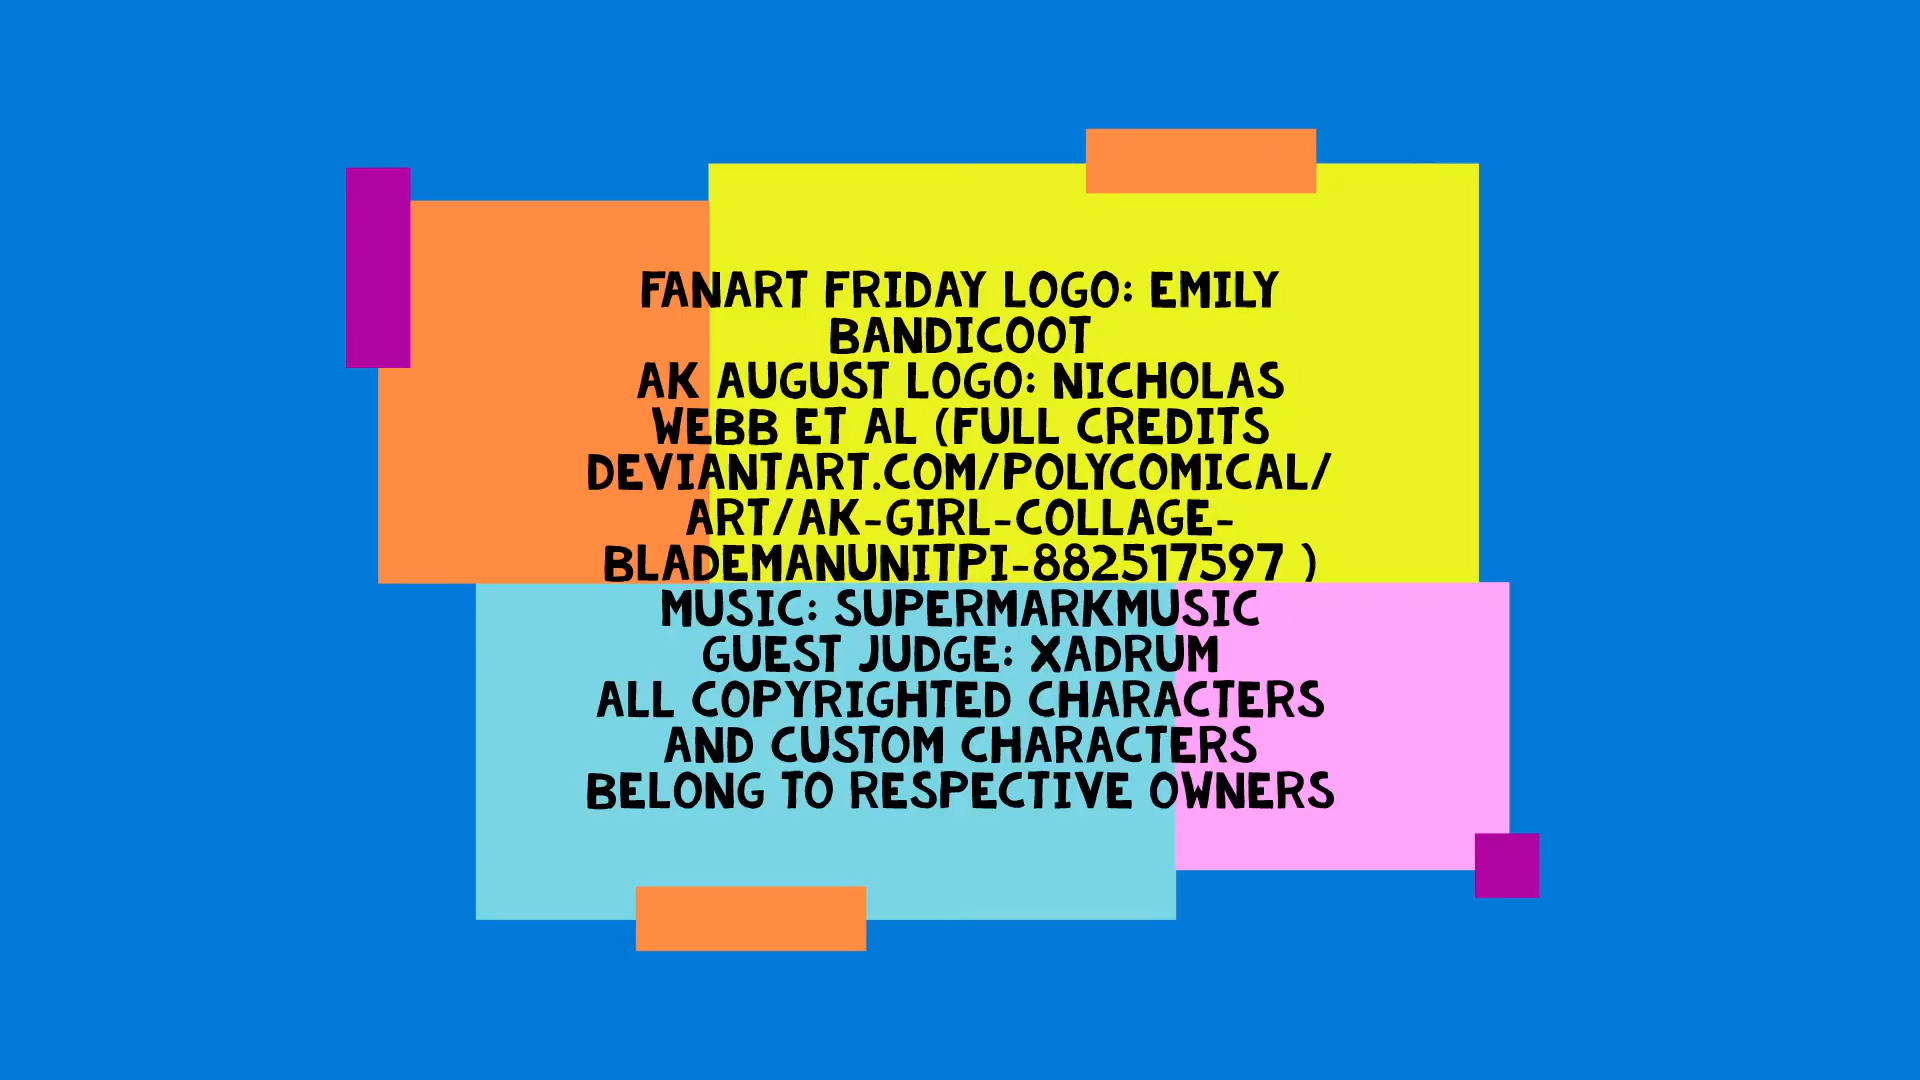 FANART FRIDAY LOGO: EMILY
BANDICOOT
AK AUGUST LOGO: NICHOLAS
WEBB ET AL (FULL CREDITS
DEVIANTART.COM/POLYCOMICAL/
ART/AK-GIRL-COLLAGE-
BLADEMANUNITPI-882517597 )
MUSIC: SUPERMARKMUSIC
GUEST JUDGE: XADRUM
ALL COPYRIGHTED CHARACTERS
AND CUSTOM CHARACTERS
BELONG TO RESPECTIVE OWNERS